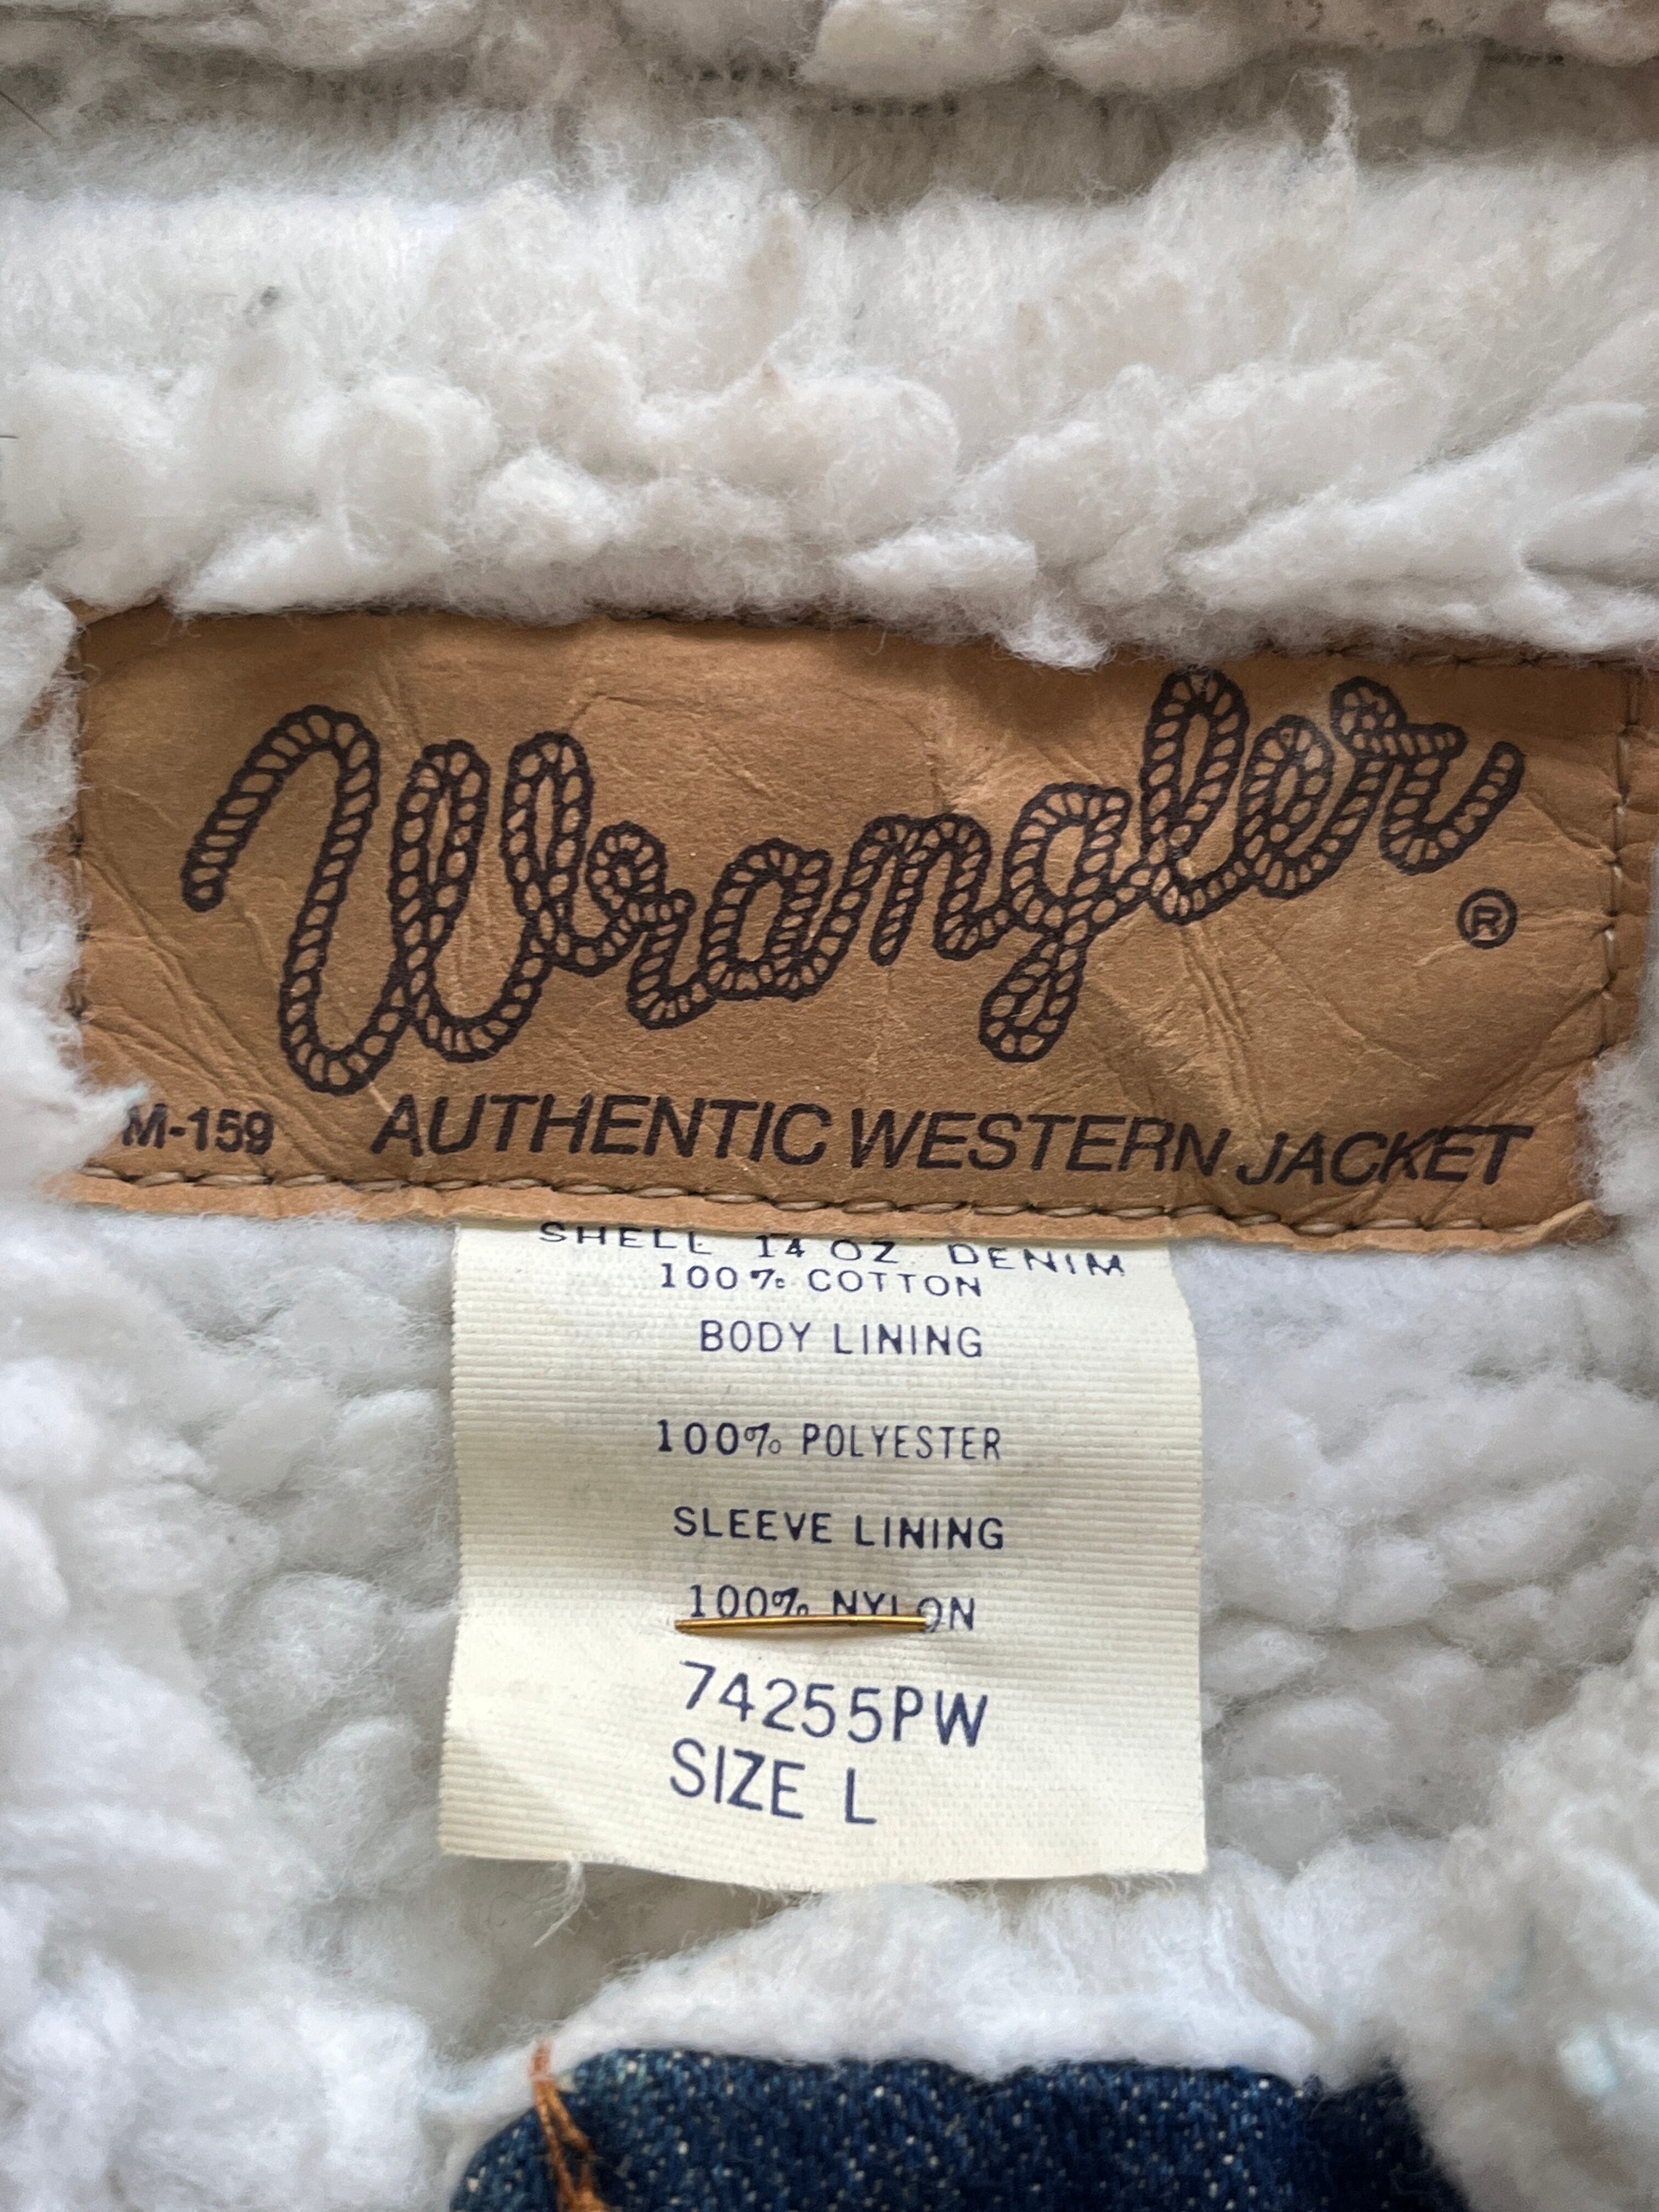 Wrangler
®
M-159 AUTHENTIC WESTERN JACKET
SHELL 14 OZ. DENIM
100% COTTON
BODY LINING
100% POLYESTER
SLEEVE LINING
100% NYLON
74255PW
SIZE L